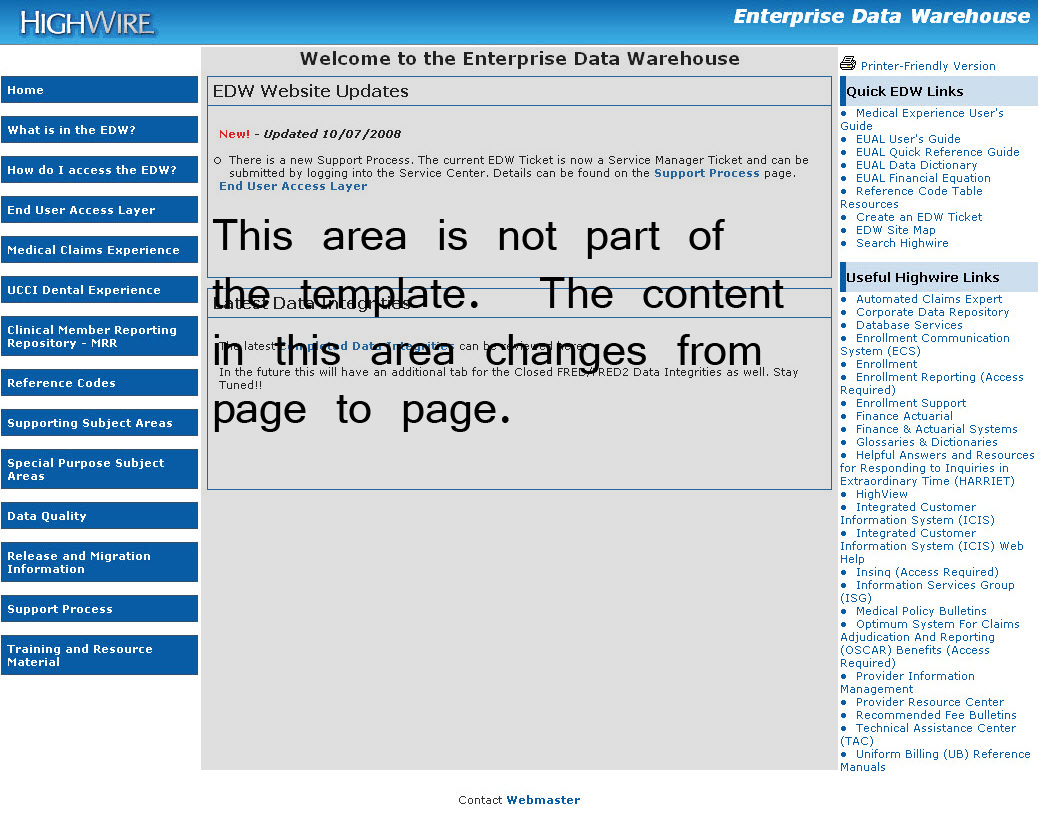 HIGHWIRE
Enterprise Data Warehouse
Home
What is in the EDW?
How do I access the EDW?
End User Access Layer
Medical Claims Experience
UCCI Dental Experience
Clinical Member Reporting
Repository - MRR
Reference Codes
Supporting Subject Areas
Special Purpose Subject
Areas
Data Quality
Release and Migration
Information
Support Process
Training and Resource
Material
Welcome to the Enterprise Data Warehouse
EDW Website Updates
New! - Updated 10/07/2008
There is a new Support Process. The current EDW Ticket is now a Service Manager Ticket and can be
submitted by logging into the Service Center. Details can be found on the Support Process page.
End User Access Layer
This area is not part of
the template. The content
in this area changes from
page to page.
Latest Data Integrities
The latest Completed Data Integrities can be reviewed here.
In the future this will have an additional tab for the Closed FRED/FRED2 Data Integrities as well. Stay
Tuned!!
Printer-Friendly Version
Quick EDW Links
• Medical Experience User's
Guide
• EUAL User's Guide
• EUAL Quick Reference Guide
• EUAL Data Dictionary
• EUAL Financial Equation
• Reference Code Table
Resources
• Create an EDW Ticket
• EDW Site Map
• Search Highwire
Useful Highwire Links
• Automated Claims Expert
• Corporate Data Repository
• Database Services
• Enrollment Communication
System (ECS)
• Enrollment
• Enrollment Reporting (Access
Required)
• Enrollment Support
• Finance Actuarial
• Finance & Actuarial Systems
• Glossaries & Dictionaries
• Helpful Answers and Resources
for Responding to Inquiries in
Extraordinary Time (HARRIET)
• HighView
• Integrated Customer
Information System (ICIS)
• Integrated Customer
Information System (ICIS) Web
Help
• Insinq (Access Required)
• Information Services Group
(ISG)
• Medical Policy Bulletins
• Optimum System For Claims
Adjudication And Reporting
(OSCAR) Benefits (Access
Required)
• Provider Information
Management
• Provider Resource Center
• Recommended Fee Bulletins
• Technical Assistance Center
(TAC)
• Uniform Billing (UB) Reference
Manuals
Contact Webmaster